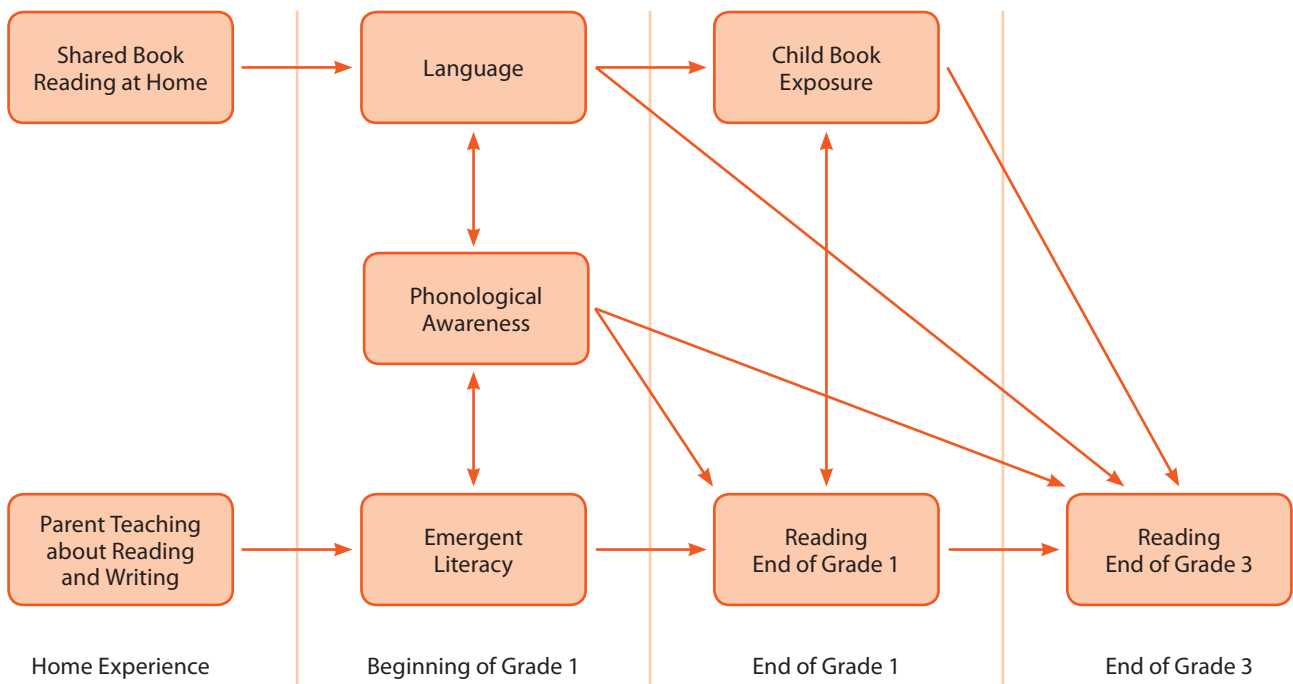 Shared Book
Reading at Home
Language
Child Book
Exposure
Phonological
Awareness
Parent Teaching
about Reading
and Writing
Emergent
Literacy
Reading
End of Grade 1
Reading
End of Grade 3
Home Experience
Beginning of Grade 1
End of Grade 1
End of Grade 3